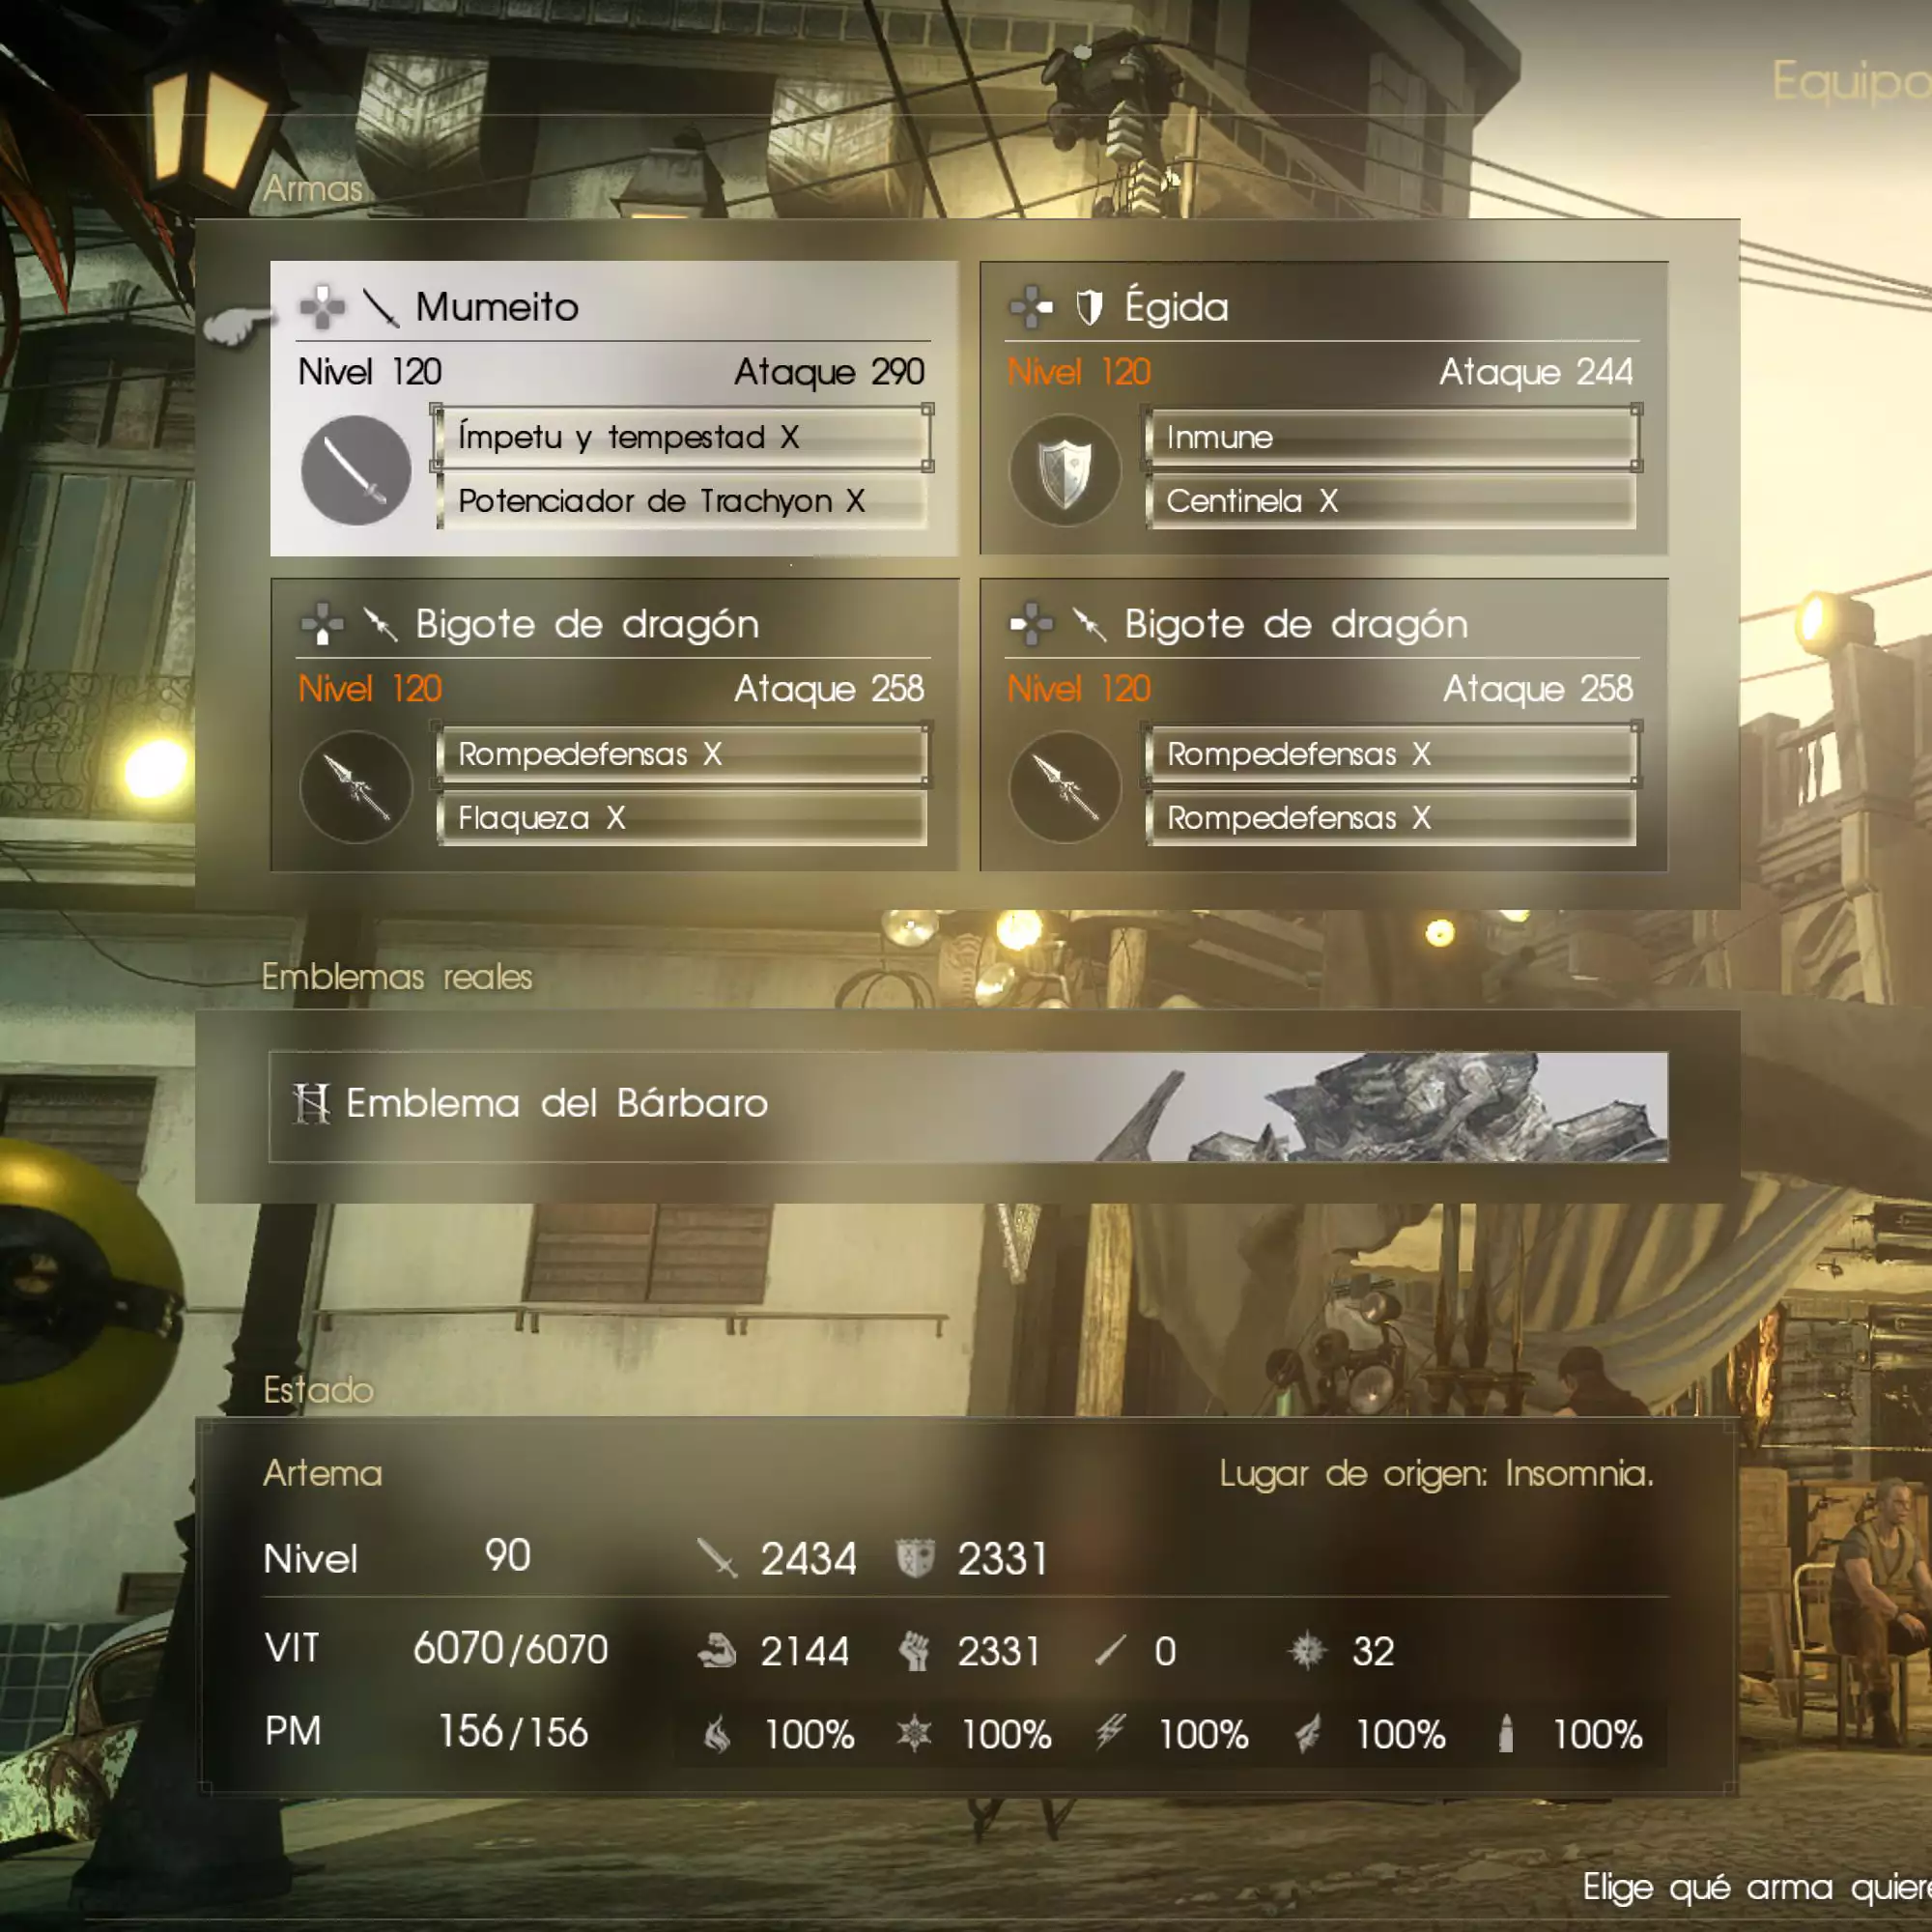 Equipo
Armas
Mumeito
Nivel 120 Ataque 290
Ímpetu y tempestad X
Potenciador de Trachyon X
Égida
Nivel 120 Ataque 244
Inmune
Centinela X
Bigote de dragón
Nivel 120 Ataque 258
Rompedefensas X
Flaqueza X
Bigote de dragón
Nivel 120 Ataque 258
Rompedefensas X
Rompedefensas X
Emblemas reales
Emblema del Bárbaro
Estado
Artema Lugar de origen: Insomnia.
Nivel 90 2434 2331
VIT 6070/6070 2144 2331 0 32
PM 156/156 100% 100% 100% 100% 100%
Elige qué arma quiere